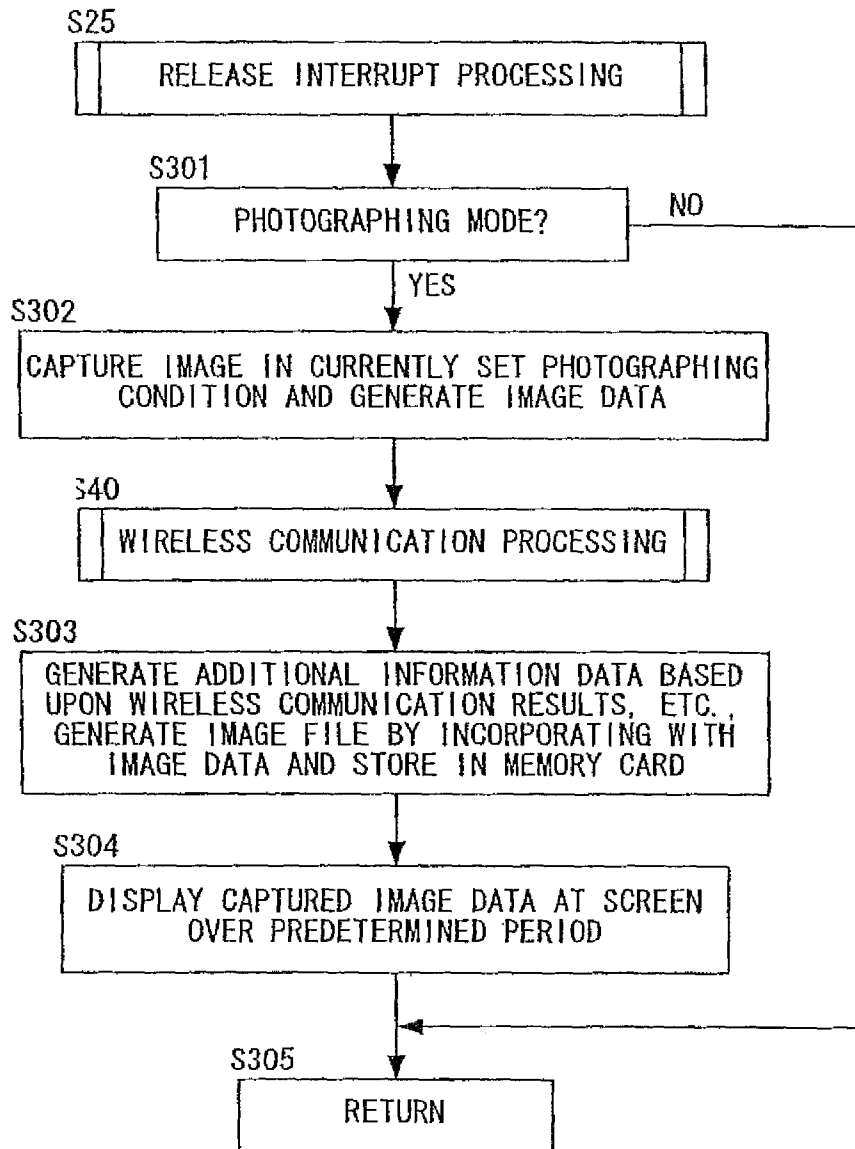 S25
RELEASE INTERRUPT PROCESSING
S301
PHOTOGRAPHING MODE?
NO
YES
S302
CAPTURE IMAGE IN CURRENTLY SET PHOTOGRAPHING
CONDITION AND GENERATE IMAGE DATA
S40
WIRELESS COMMUNICATION PROCESSING
S303
GENERATE ADDITIONAL INFORMATION DATA BASED
UPON WIRELESS COMMUNICATION RESULTS, ETC.,
GENERATE IMAGE FILE BY INCORPORATING WITH
IMAGE DATA AND STORE IN MEMORY CARD
S304
DISPLAY CAPTURED IMAGE DATA AT SCREEN
OVER PREDETERMINED PERIOD
S305
RETURN